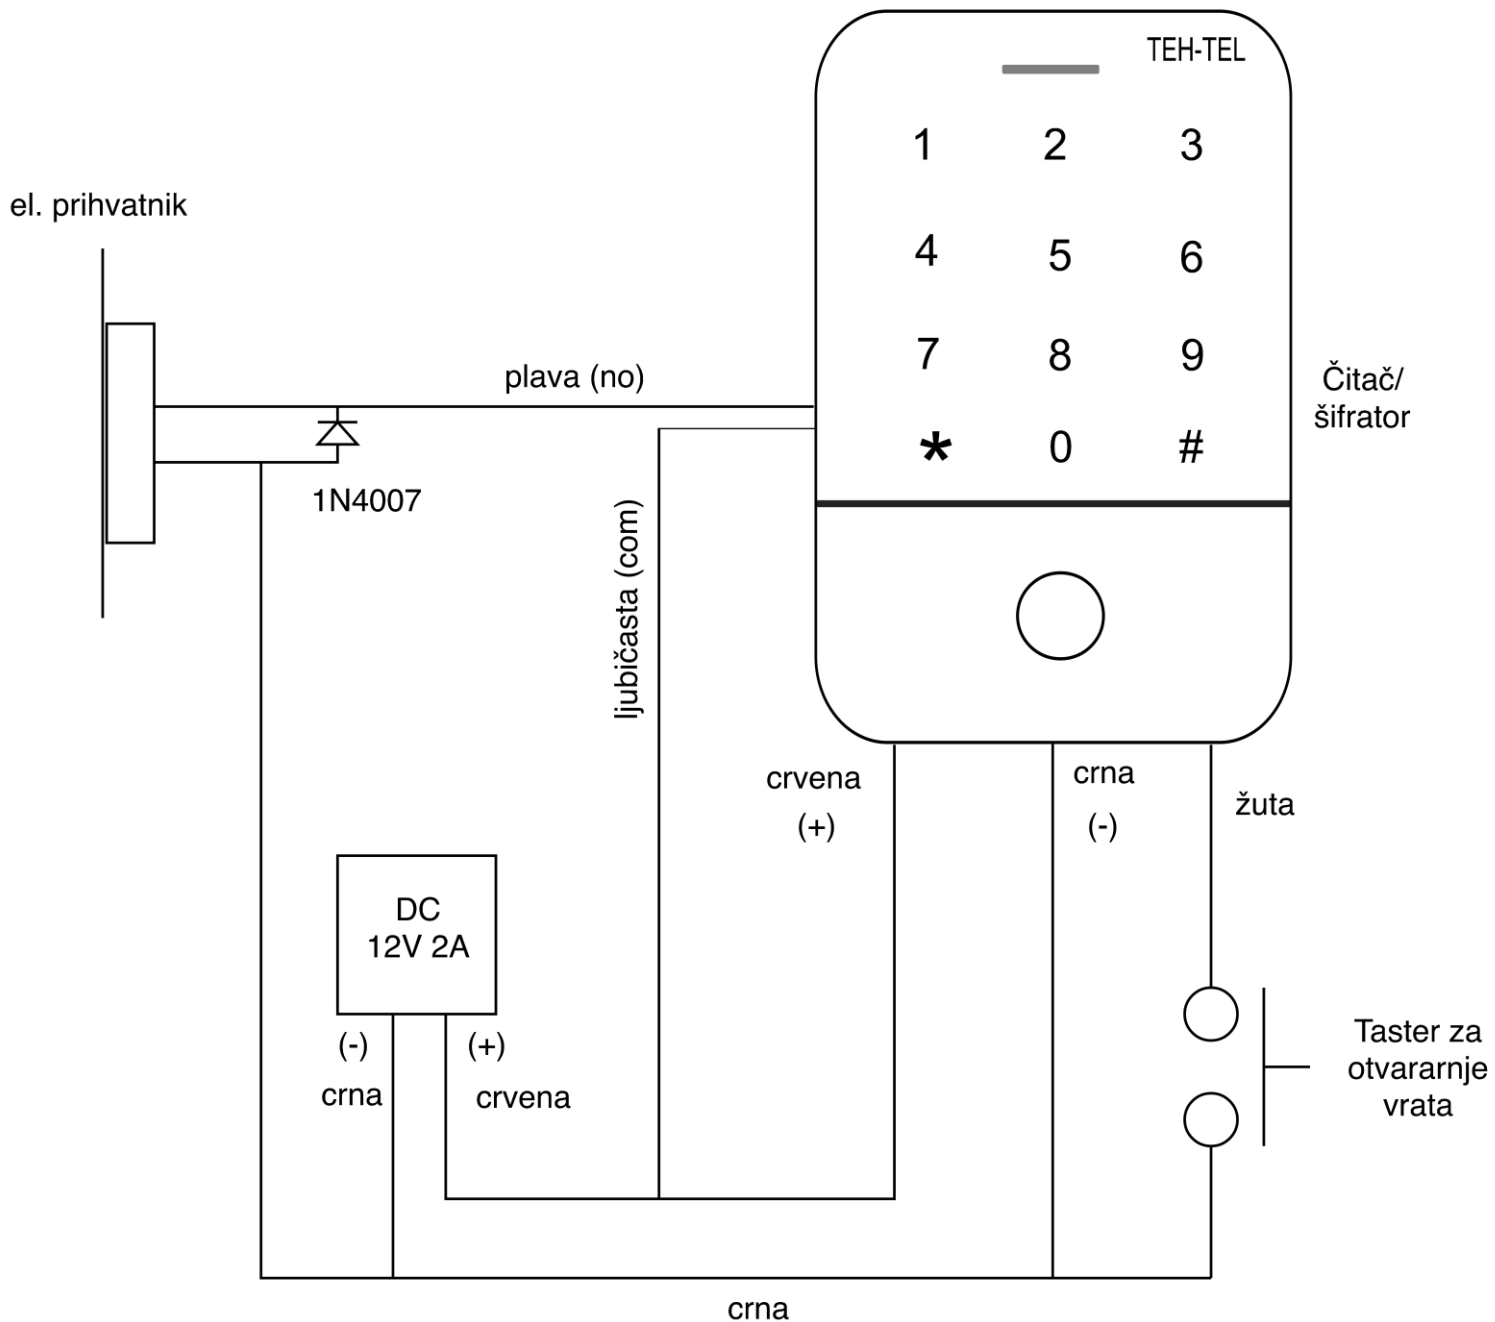 TEH-TEL
1 2 3
4 5 6
7 8 9
* 0 #
el. prihvatnik
plava (no)
1N4007
ljubičasta (com)
Čitač/
šifrator
crvena
(+)
crna
(-)
žuta
DC
12V 2A
(-)
crna
(+)
crvena
Taster za
otvararnje
vrata
crna